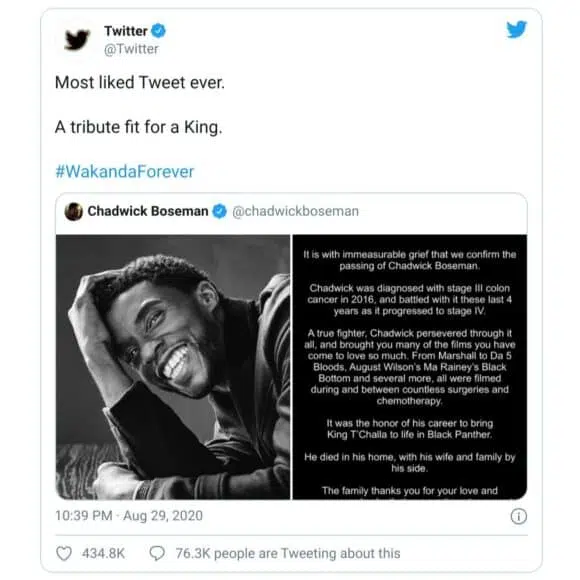 Twitter
@Twitter
Most liked Tweet ever.
A tribute fit for a King.
#WakandaForever
Chadwick Boseman @chadwickboseman
It is with immeasurable grief that we confirm the
passing of Chadwick Boseman.
Chadwick was diagnosed with stage III colon
cancer in 2016, and battled with it these last 4
years as it progressed to stage IV.
A true fighter, Chadwick persevered through it
all, and brought you many of the films you have
come to love so much. From Marshall to Da 5
Bloods, August Wilson's Ma Rainey's Black
Bottom and several more, all were filmed
during and between countless surgeries and
chemotherapy.
It was the honor of his career to bring
King T'Challa to life in Black Panther.
He died in his home, with his wife and family by
his side.
The family thanks you for your love and
10:39 PM · Aug 29, 2020
434.8K 76.3K people are Tweeting about this